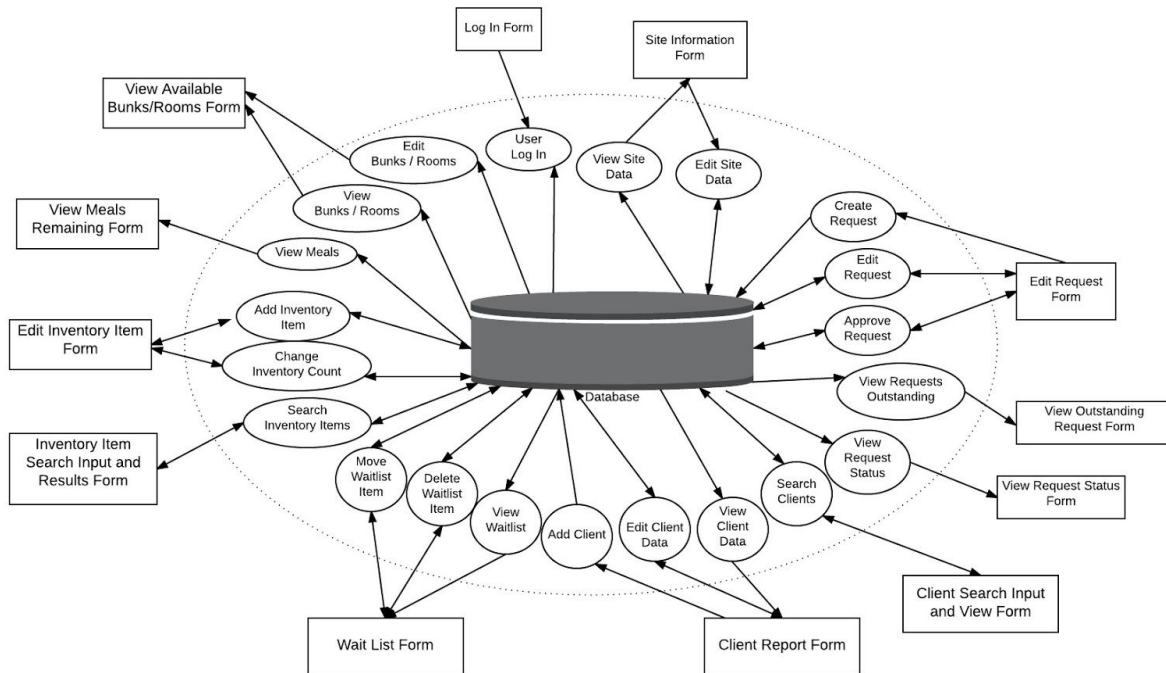 Log In Form
Site Information
Form
View Available
Bunks/Rooms Form
Edit
Bunks / Rooms
User
Log In
View Site
Data
Edit Site
Data
View
Bunks / Rooms
Create
Request
View Meals
Remaining Form
View Meals
Edit
Request
Edit Request
Form
Add Inventory
Item
Approve
Request
Edit Inventory Item
Form
Change
Inventory Count
View Requests
Outstanding
Database
Search
Inventory Items
View Outstanding
Request Form
Inventory Item
Search Input and
Results Form
Move
Waitlist
Item
Delete
Waitlist
Item
View
Waitlist
Add Client
Edit Client
Data
View
Client
Data
Search
Clients
View
Request
Status
View Request Status
Form
Client Search Input
and View Form
Wait List Form
Client Report Form